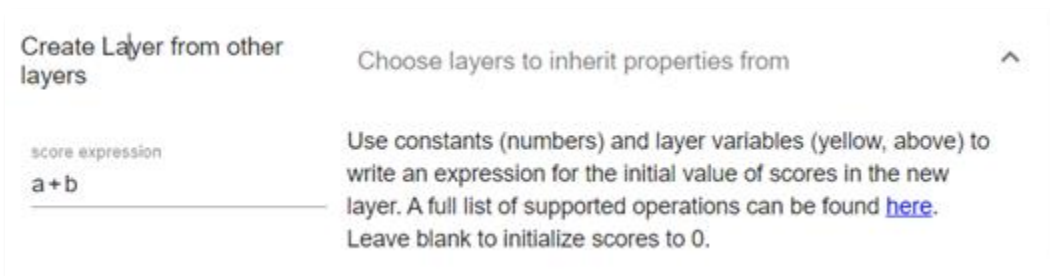 Create Layer from other
layers
Choose layers to inherit properties from
score expression
a+b
Use constants (numbers) and layer variables (yellow, above) to
write an expression for the initial value of scores in the new
layer. A full list of supported operations can be found here.
Leave blank to initialize scores to 0.